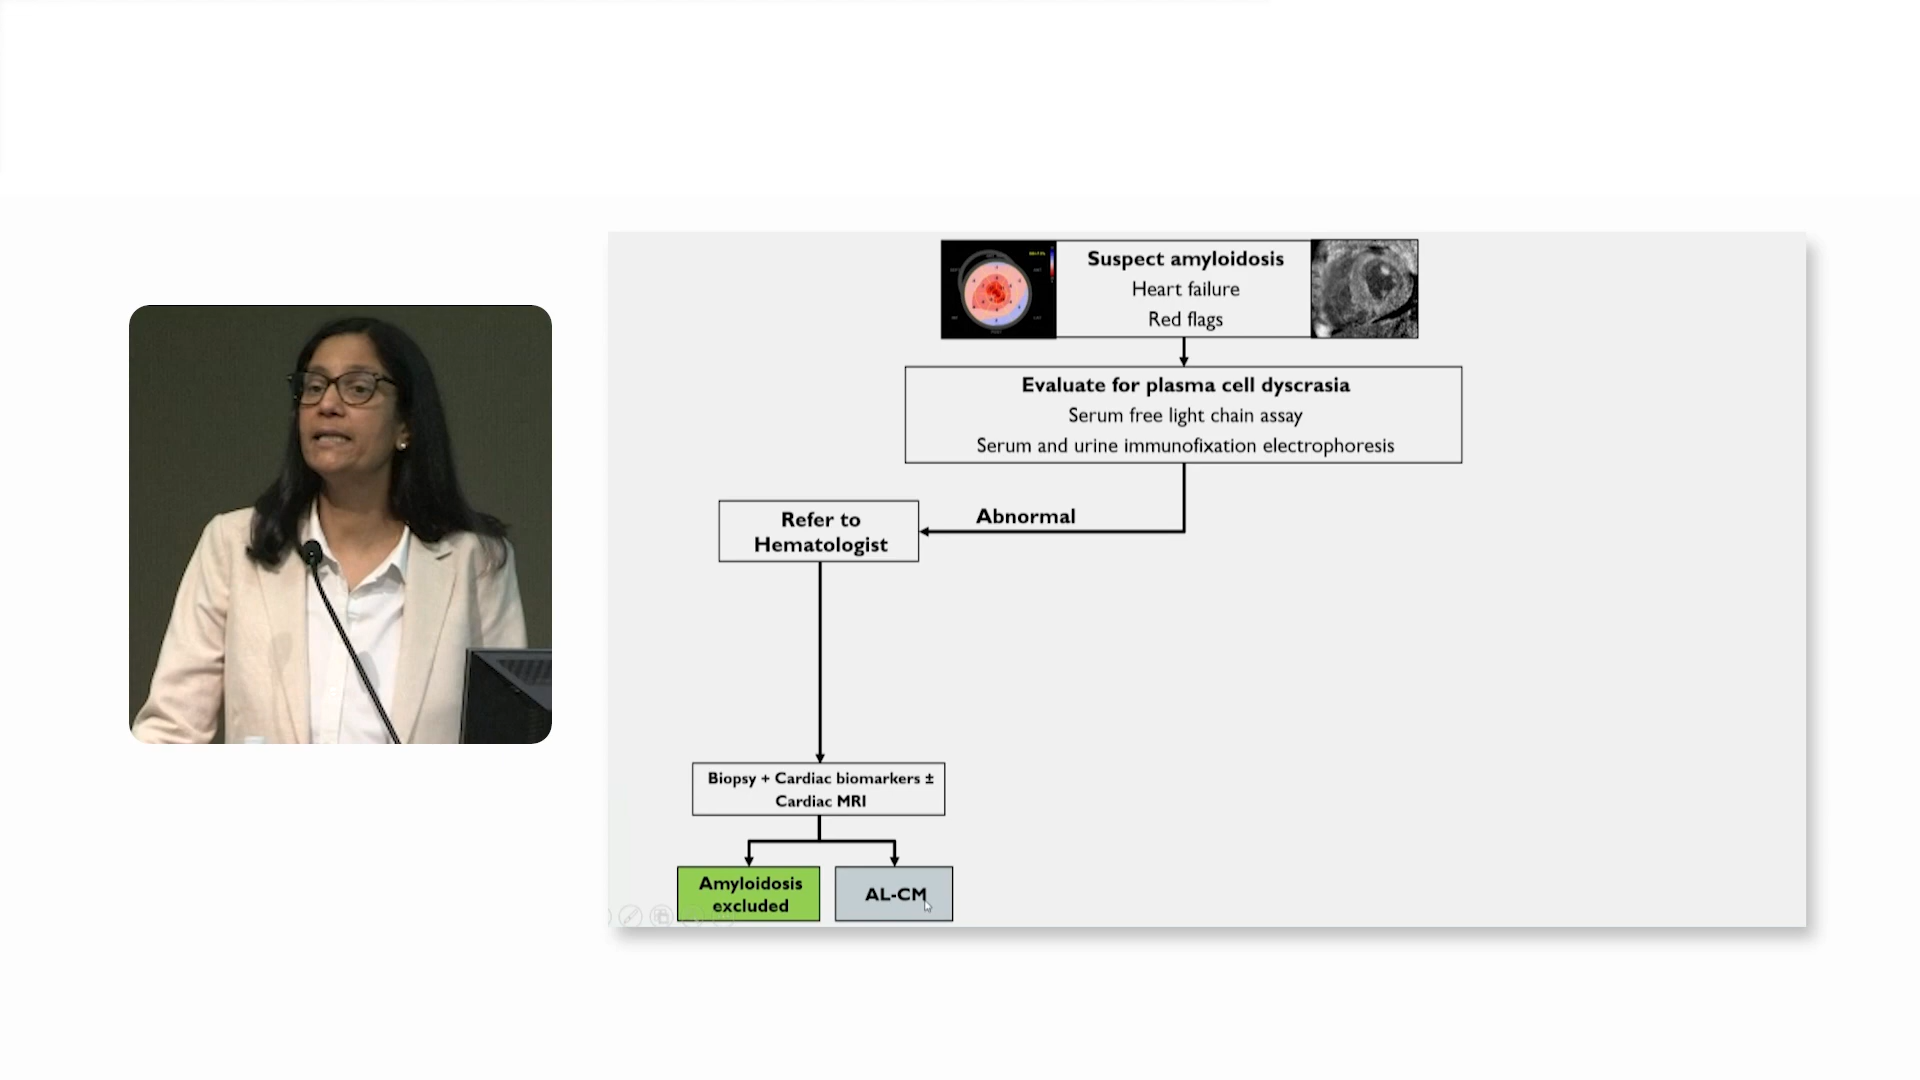 Suspect amyloidosis
Heart failure
Red flags
Evaluate for plasma cell dyscrasia
Serum free light chain assay
Serum and urine immunofixation electrophoresis
Abnormal
Refer to
Hematologist
Biopsy + Cardiac biomarkers ±
Cardiac MRI
Amyloidosis
excluded
AL-CM